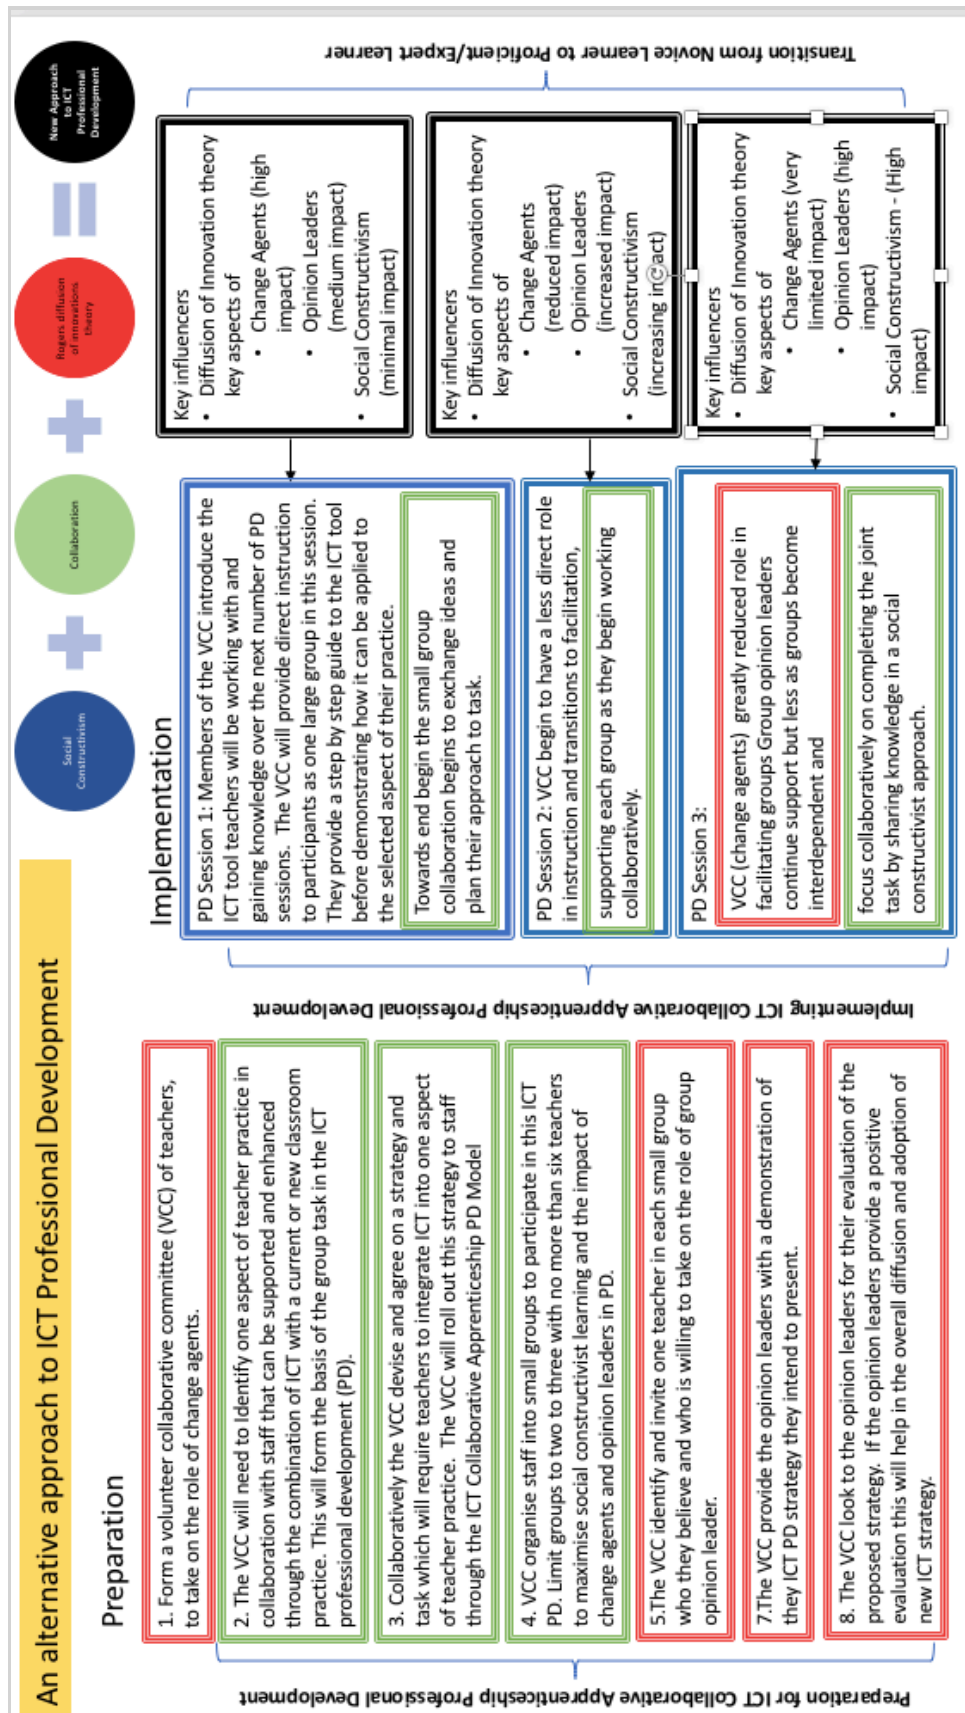 An alternative approach to ICT Professional Development
Social
Constructivism
Collaboration
Rogers diffusion
of innovations
theory
New Approach
to ICT
Professional
Development
Preparation
1. Form a volunteer collaborative committee (VCC) of teachers,
to take on the role of change agents.
2. The VCC will need to Identify one aspect of teacher practice in
collaboration with staff that can be supported and enhanced
through the combination of ICT with a current or new classroom
practice. This will form the basis of the group task in the ICT
professional development (PD).
3. Collaboratively the VCC devise and agree on a strategy and
task which will require teachers to integrate ICT into one aspect
of teacher practice. The VCC will roll out this strategy to staff
through the ICT Collaborative Apprenticeship PD Model
4. VCC organise staff into small groups to participate in this ICT
PD. Limit groups to two to three with no more than six teachers
to maximise social constructivist learning and the impact of
change agents and opinion leaders in PD.
5.The VCC identify and invite one teacher in each small group
who they believe and who is willing to take on the role of group
opinion leader.
7.The VCC provide the opinion leaders with a demonstration of
they ICT PD strategy they intend to present.
8. The VCC look to the opinion leaders for their evaluation of the
proposed strategy. If the opinion leaders provide a positive
evaluation this will help in the overall diffusion and adoption of
new ICT strategy.
Preparation for ICT Collaborative Apprenticeship Professional Development
Implementing ICT Collaborative Apprenticeship Professional Development
Implementation
PD Session 1: Members of the VCC introduce the
ICT tool teachers will be working with and
gaining knowledge over the next number of PD
sessions. The VCC will provide direct instruction
to participants as one large group in this session.
They provide a step by step guide to the ICT tool
before demonstrating how it can be applied to
the selected aspect of their practice.
Towards end begin the small group
collaboration begins to exchange ideas and
plan their approach to task.
PD Session 2: VCC begin to have a less direct role
in instruction and transitions to facilitation,
supporting each group as they begin working
collaboratively.
PD Session 3:
VCC (change agents) greatly reduced role in
facilitating groups Group opinion leaders
continue support but less as groups become
interdependent and
focus collaboratively on completing the joint
task by sharing knowledge in a social
constructivist approach.
Key influencers
• Diffusion of Innovation theory
key aspects of
• Change Agents (high
impact)
• Opinion Leaders
(medium impact)
• Social Constructivism
(minimal impact)
Key influencers
• Diffusion of Innovation theory
key aspects of
• Change Agents
(reduced impact)
• Opinion Leaders
(increased impact)
• Social Constructivism
(increasing impact)
Key influencers
• Diffusion of Innovation theory
key aspects of
• Change Agents (very
limited impact)
• Opinion Leaders (high
impact)
• Social Constructivism - (High
impact)
Transition from Novice Learner to Proficient/Expert Learner